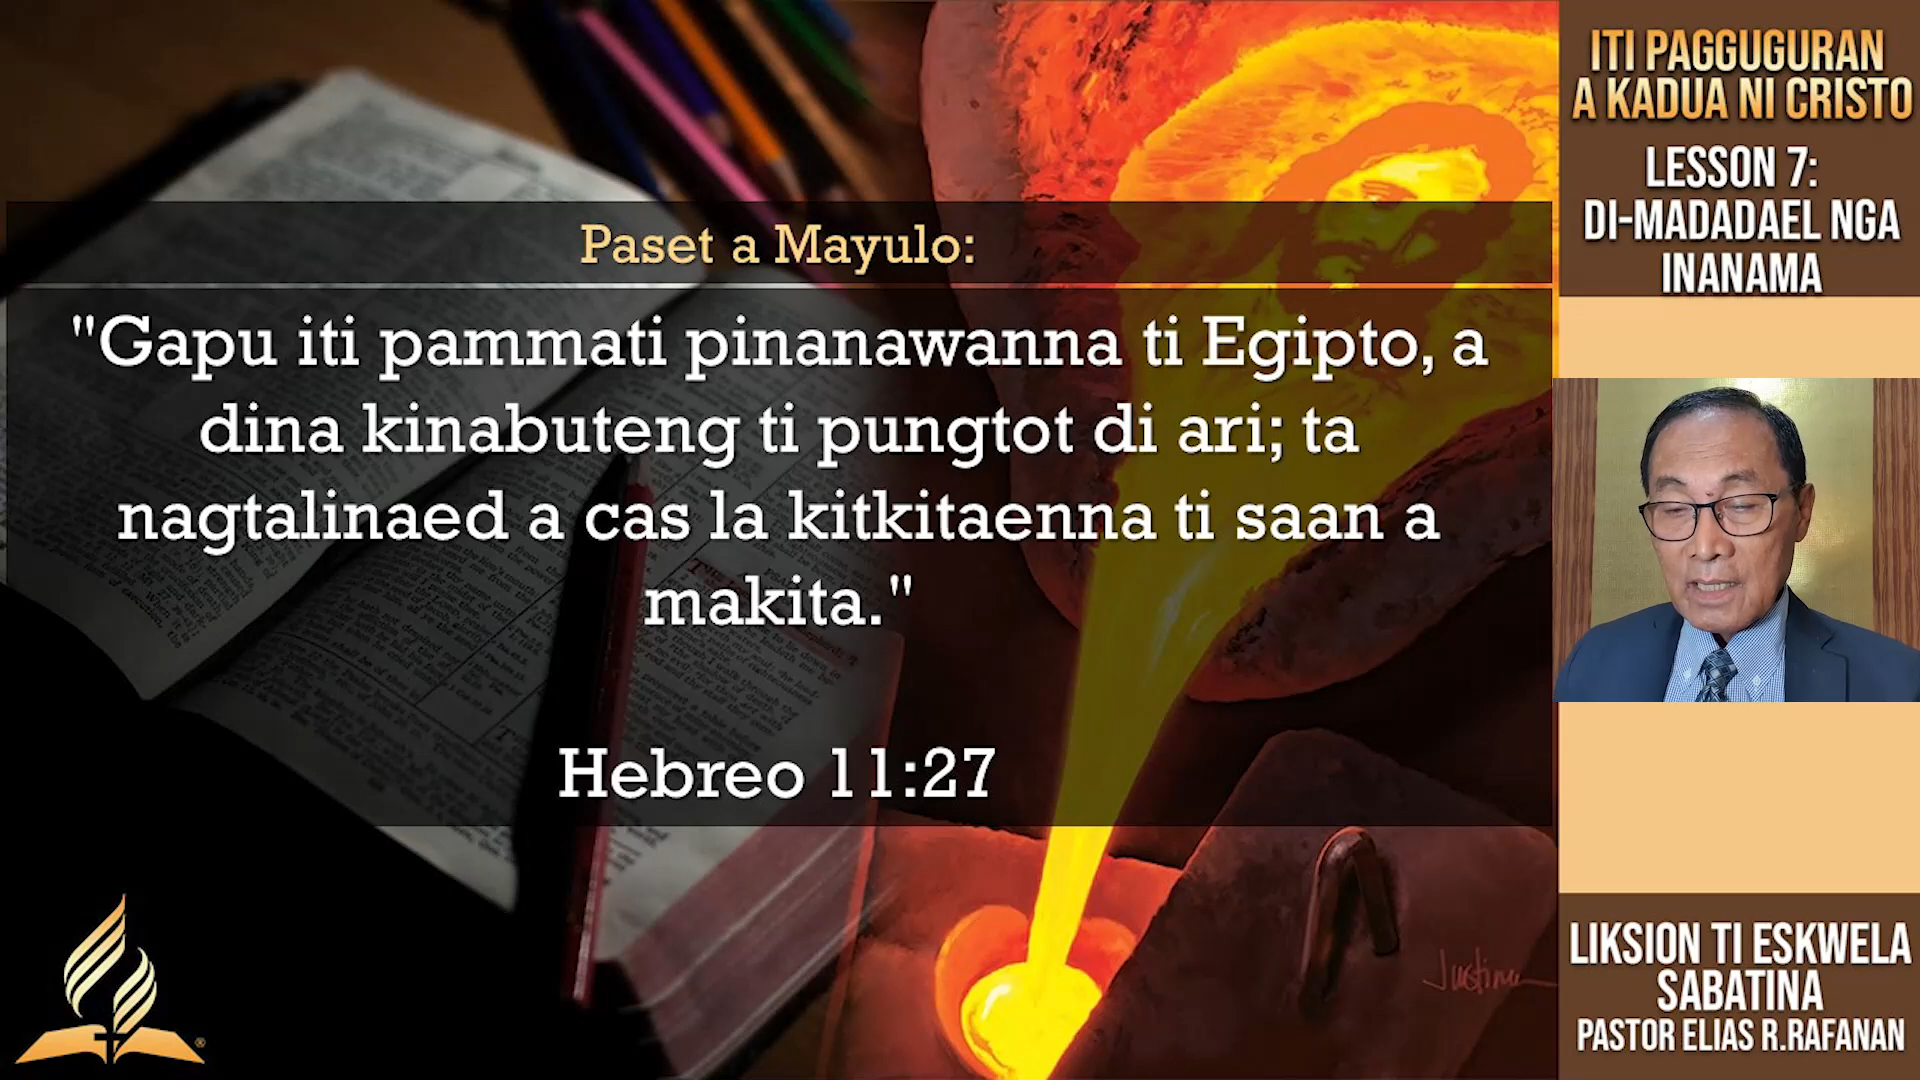 Paset a Mayulo:
"Gapu iti pammati pinanawanna ti Egipto, a
dina kinabuteng ti pungtot di ari; ta
nagtalinaed a cas la kitkitaenna ti saan a
makita."
Hebreo 11:27
ITI PAGGUGURAN
A KADUA NI CRISTO
LESSON 7:
DI-MADADAEL NGA
INANAMA
LIKSION TI ESKWELA
SABATINA
PASTOR ELIAS R.RAFANAN